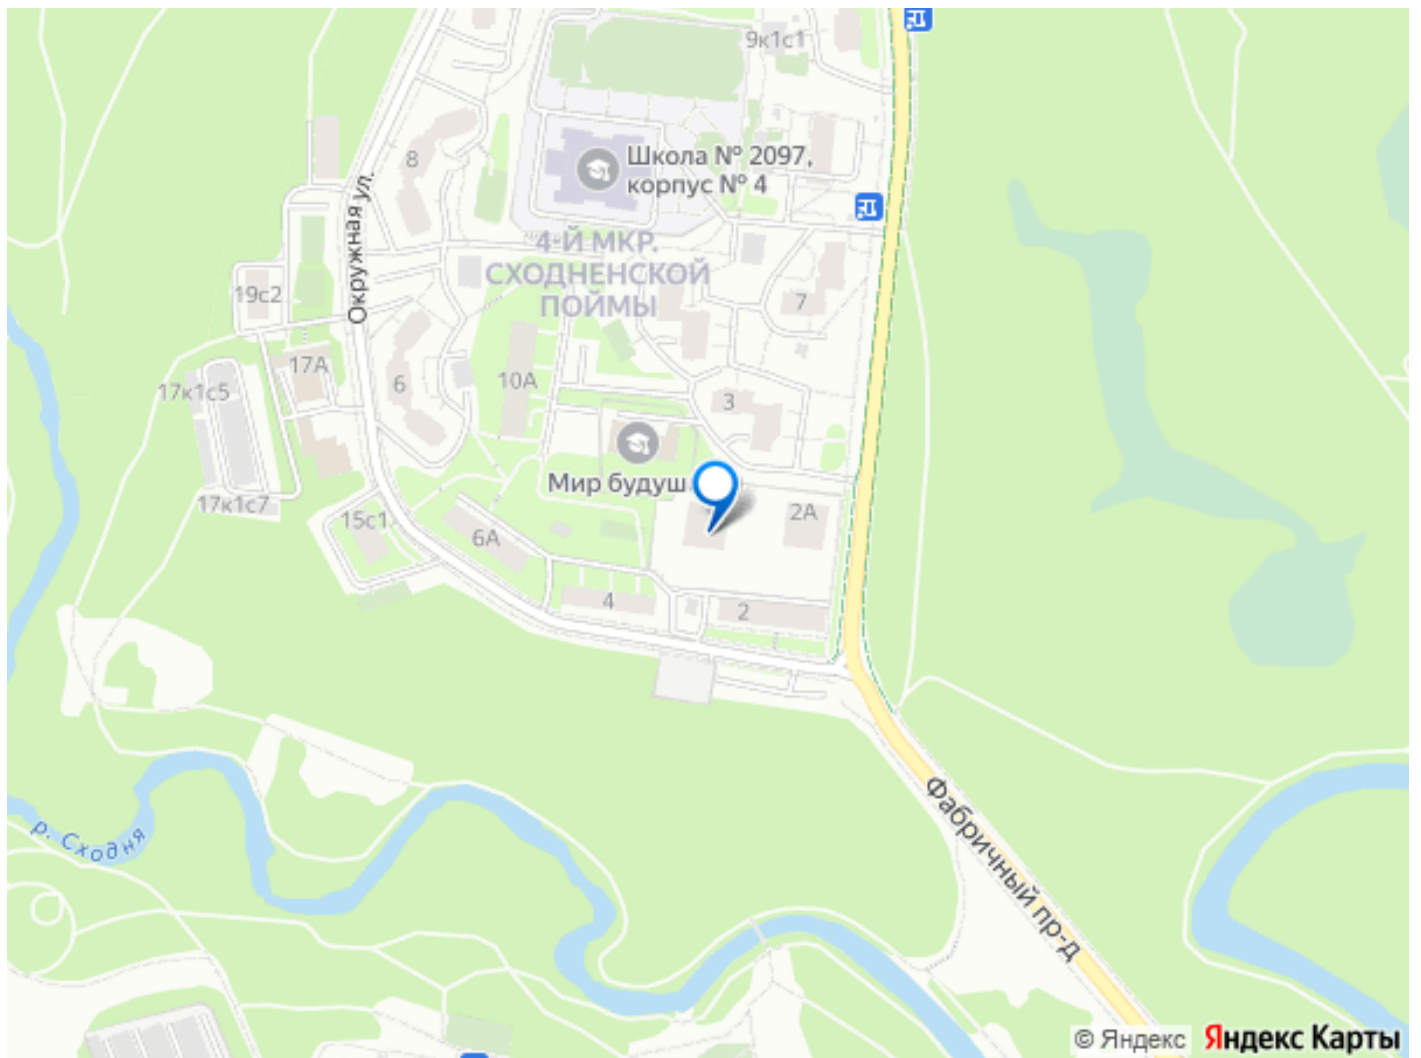 9к1с1
8
Школа № 2097,
корпус № 4
Окружная ул.
4-Й МКР.
СХОДНЕНСКОЙ
ПОЙМЫ
19с2
7
17А
17к1с5
6
10А
3
Мир будущ
17к1с7
15с1
6А
2А
4
2
р. Сходня
Фабричный пр-д
© Яндекс
Яндекс Карты